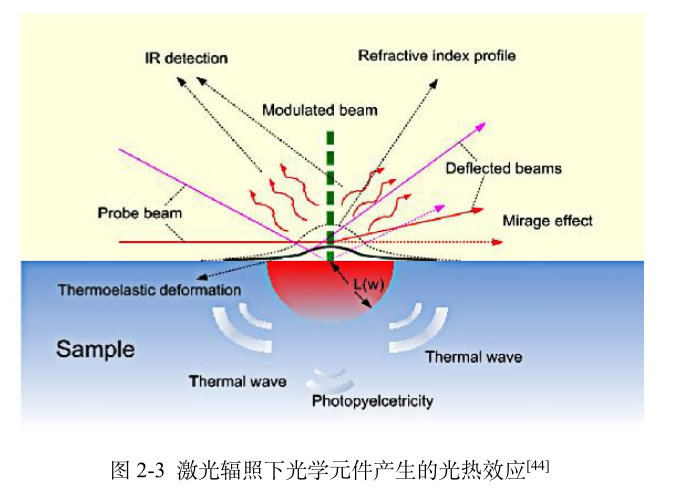 IR detection
Refractive index profile
Modulated beam
Deflected beams
Probe beam
Mirage effect
Thermoelastic deformation
L(w)
Sample
Thermal wave
Thermal wave
Photopyelcetricity
图 2-3 激光辐照下光学元件产生的光热效应[44]